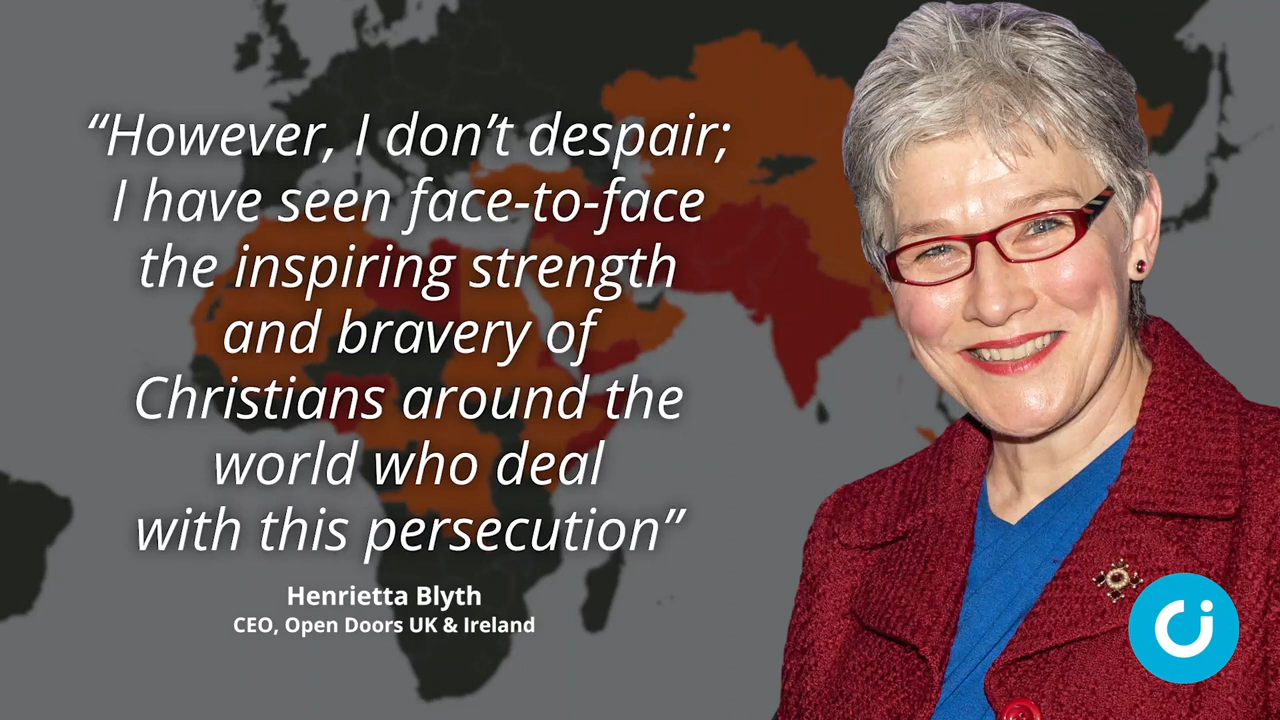 “However, I don’t despair;
I have seen face-to-face
the inspiring strength
and bravery of
Christians around the
world who deal
with this persecution”
Henrietta Blyth
CEO, Open Doors UK & Ireland